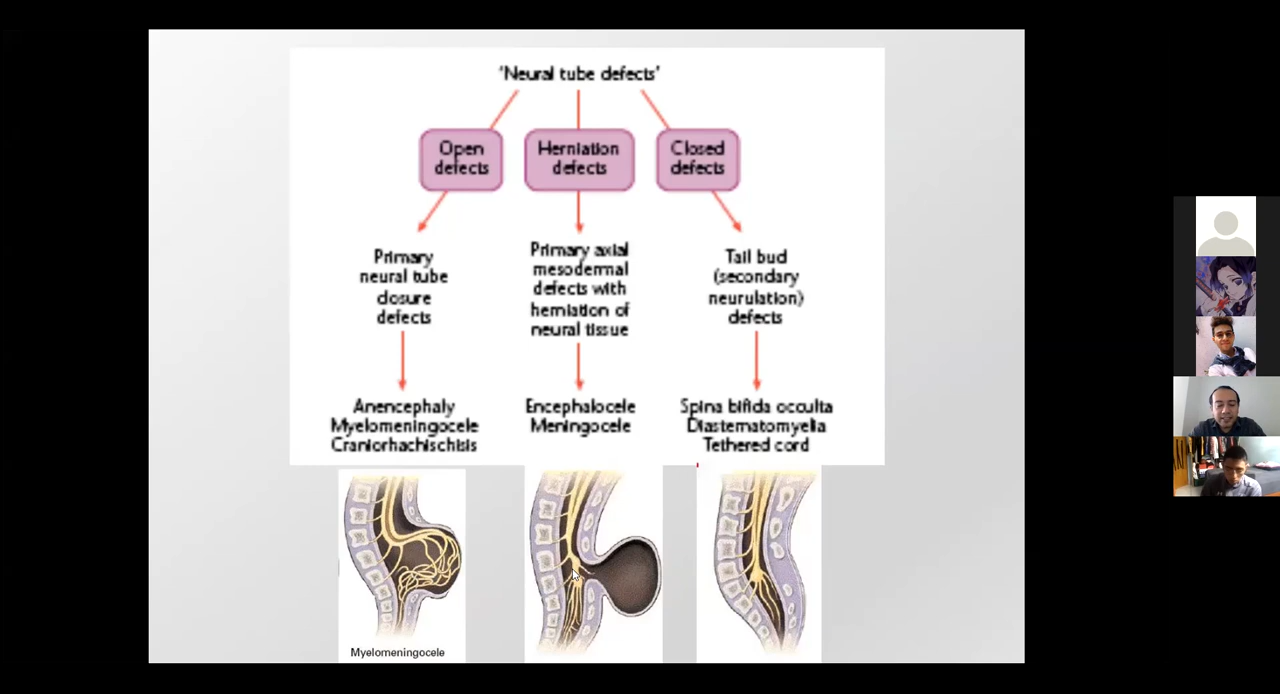 'Neural tube defects'
Open
defects
Herniation
defects
Closed
defects
Primary
neural tube
closure
defects
Primary axial
mesodermal
defects with
herniation of
neural tissue
Tail bud
(secondary
neurulation)
defects
Anencephaly
Myelomeningocele
Craniorhachischisis
Encephalocele
Meningocele
Spina bifida occulta
Diastematomyelia
Tethered cord
Myelomeningocele